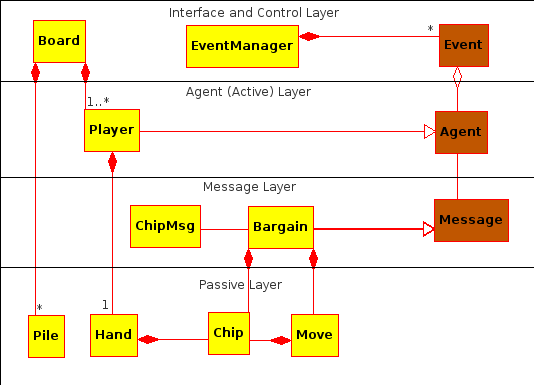 Interface and Control Layer
Board
EventManager
*
Event
Agent (Active) Layer
1..*
Player
Agent
Message Layer
ChipMsg
Bargain
Message
Passive Layer
*
1
Pile
Hand
Chip
Move